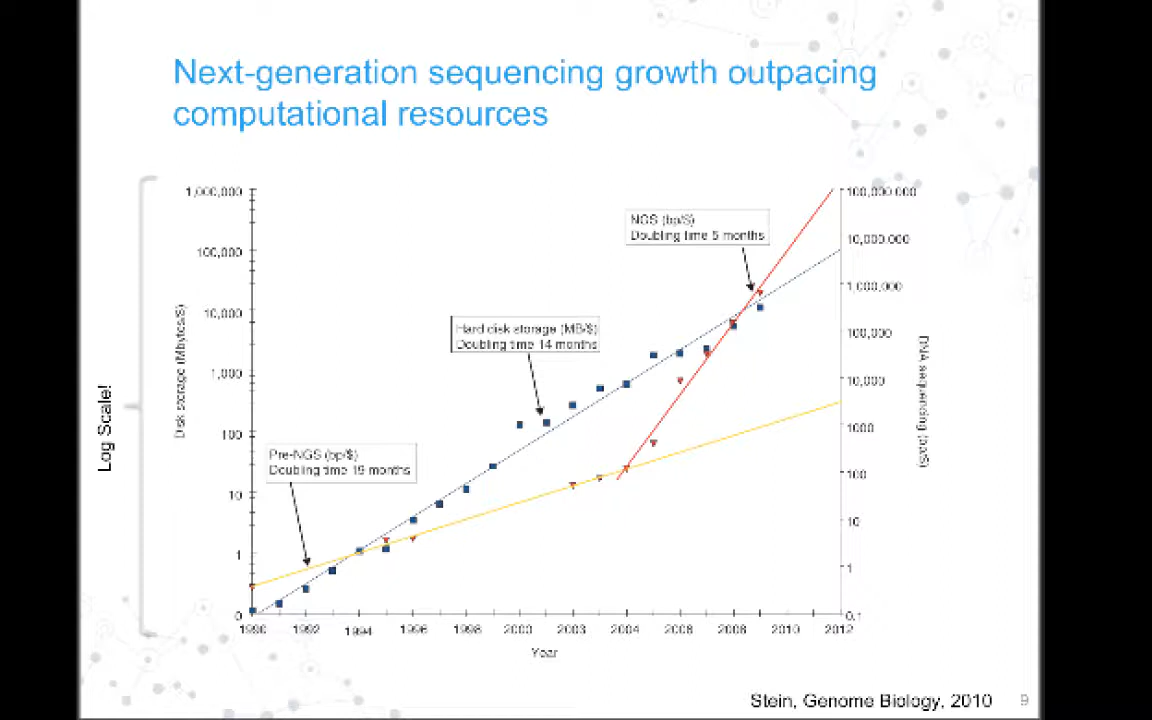 Next-generation sequencing growth outpacing
computational resources
Log Scale!
Disk storage (Mbytes/$)
1,000,000
100,000
10,000
1,000
100
10
1
0
Pre-NGS (bp/$)
Doubling time 19 months
Hard disk storage (MB/$)
Doubling time 14 months
NGS (bp/$)
Doubling time 5 months
100,000,000
10,000,000
1,000,000
100,000
10,000
1000
100
10
1
0.1
DNA sequencing (bp/$)
1990 1992 1994 1996 1998 2000 2003 2004 2006 2008 2010 2012
Year
Stein, Genome Biology, 2010
9